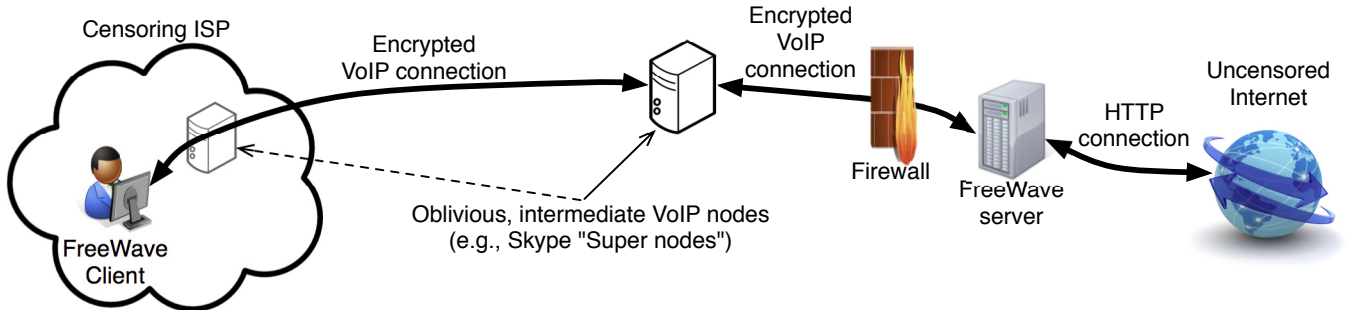 Censoring ISP
Encrypted
VoIP connection
Encrypted
VoIP
connection
Uncensored
Internet
HTTP
connection
Firewall
FreeWave
server
Oblivious, intermediate VoIP nodes
(e.g., Skype "Super nodes")
FreeWave
Client